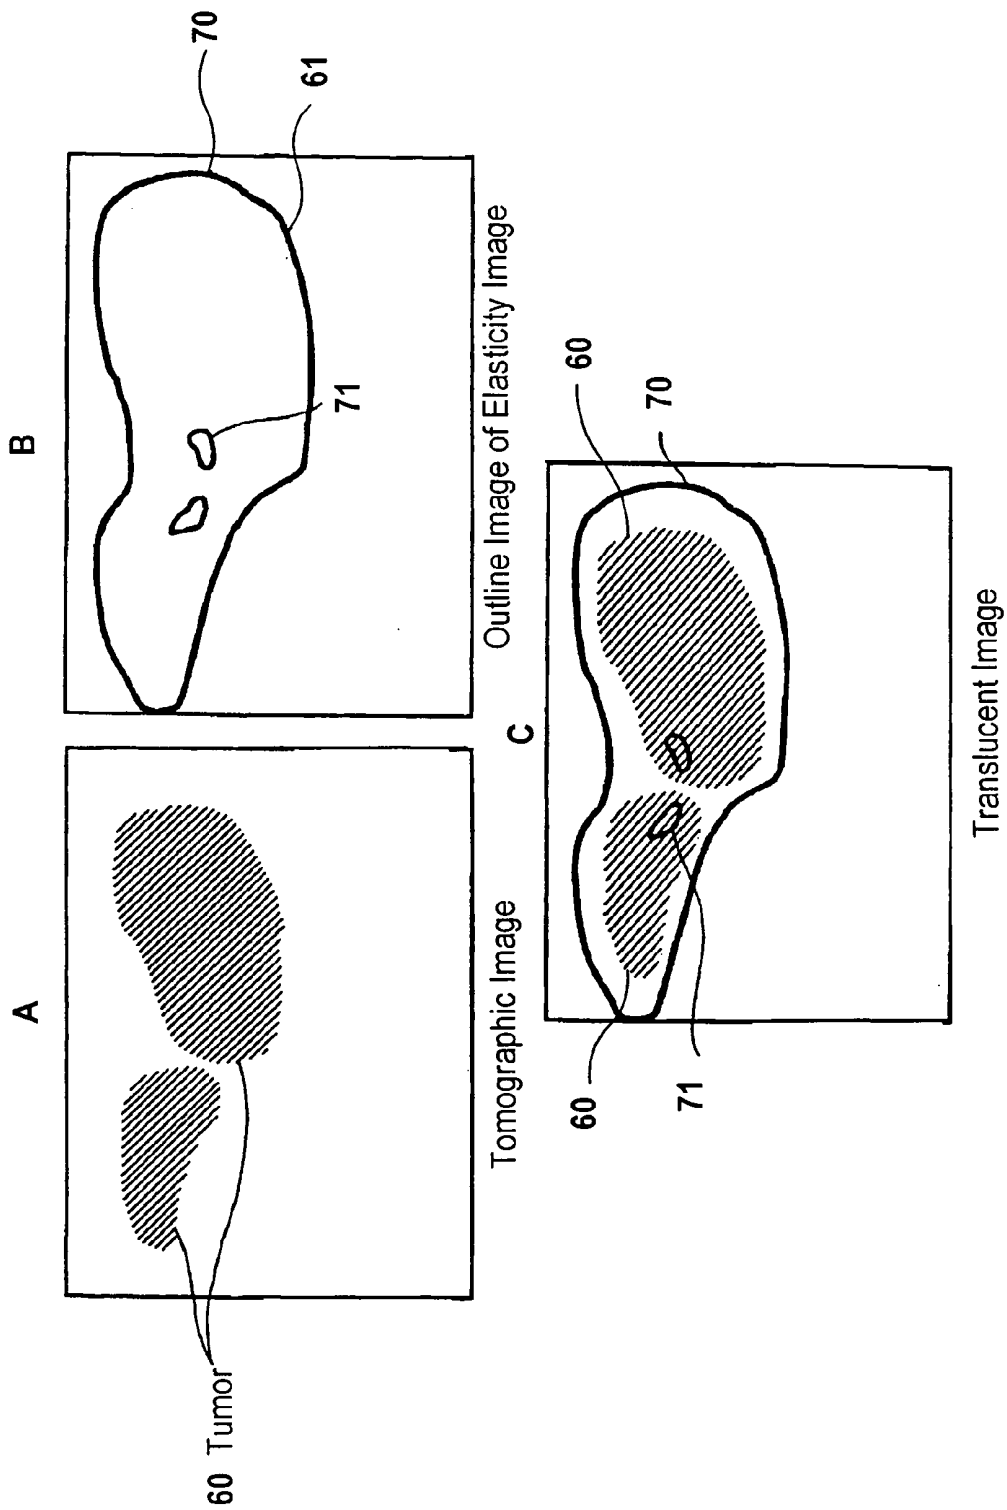 A
60 Tumor
Tomographic Image
B
70
61
71
Outline Image of Elasticity Image
C
60
70
60
71
Translucent Image